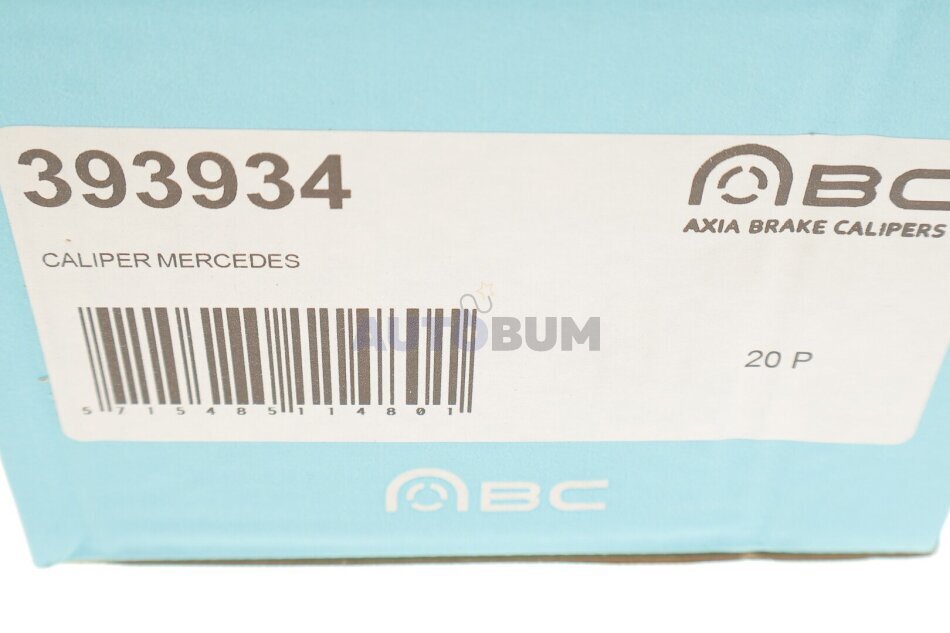 393934
ABC
AXIA BRAKE CALIPERS
CALIPER MERCEDES
AUTOBUM
20 P
5 715485 114801
ABC